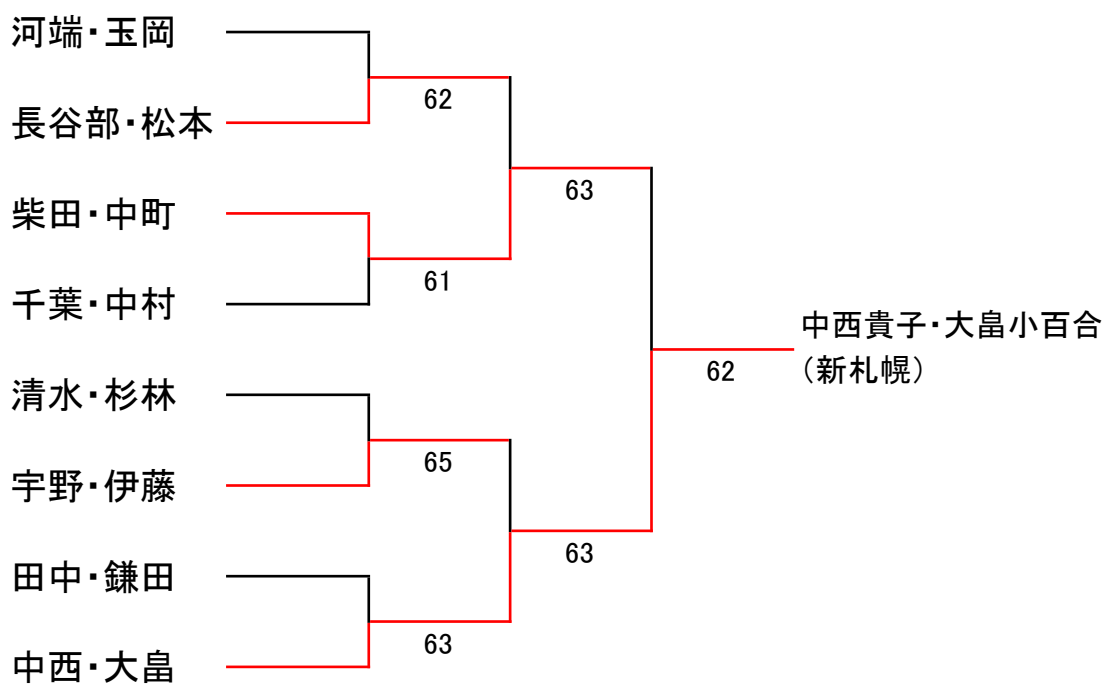 河端・玉岡
長谷部・松本
62
柴田・中町
63
千葉・中村
61
中西貴子・大畠小百合
(新札幌)
62
清水・杉林
宇野・伊藤
65
田中・鎌田
63
中西・大畠
63